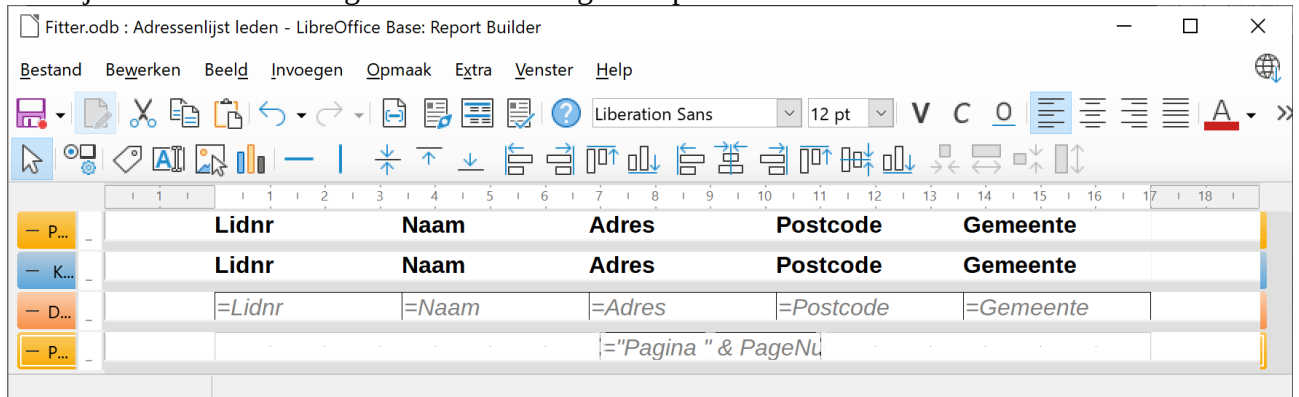 Fitter.odb : Adressenlijst leden - LibreOffice Base: Report Builder
Bestand Bewerken Beeld Invoegen Opmaak Extra Venster Help
Liberation Sans 12 pt V C O A
A
1 1 2 3 4 5 6 7 8 9 10 11 12 13 14 15 16 17 18
P... Lidnr Naam Adres Postcode Gemeente
K... Lidnr Naam Adres Postcode Gemeente
D... =Lidnr =Naam =Adres =Postcode =Gemeente
P... ="Pagina " & PageNu